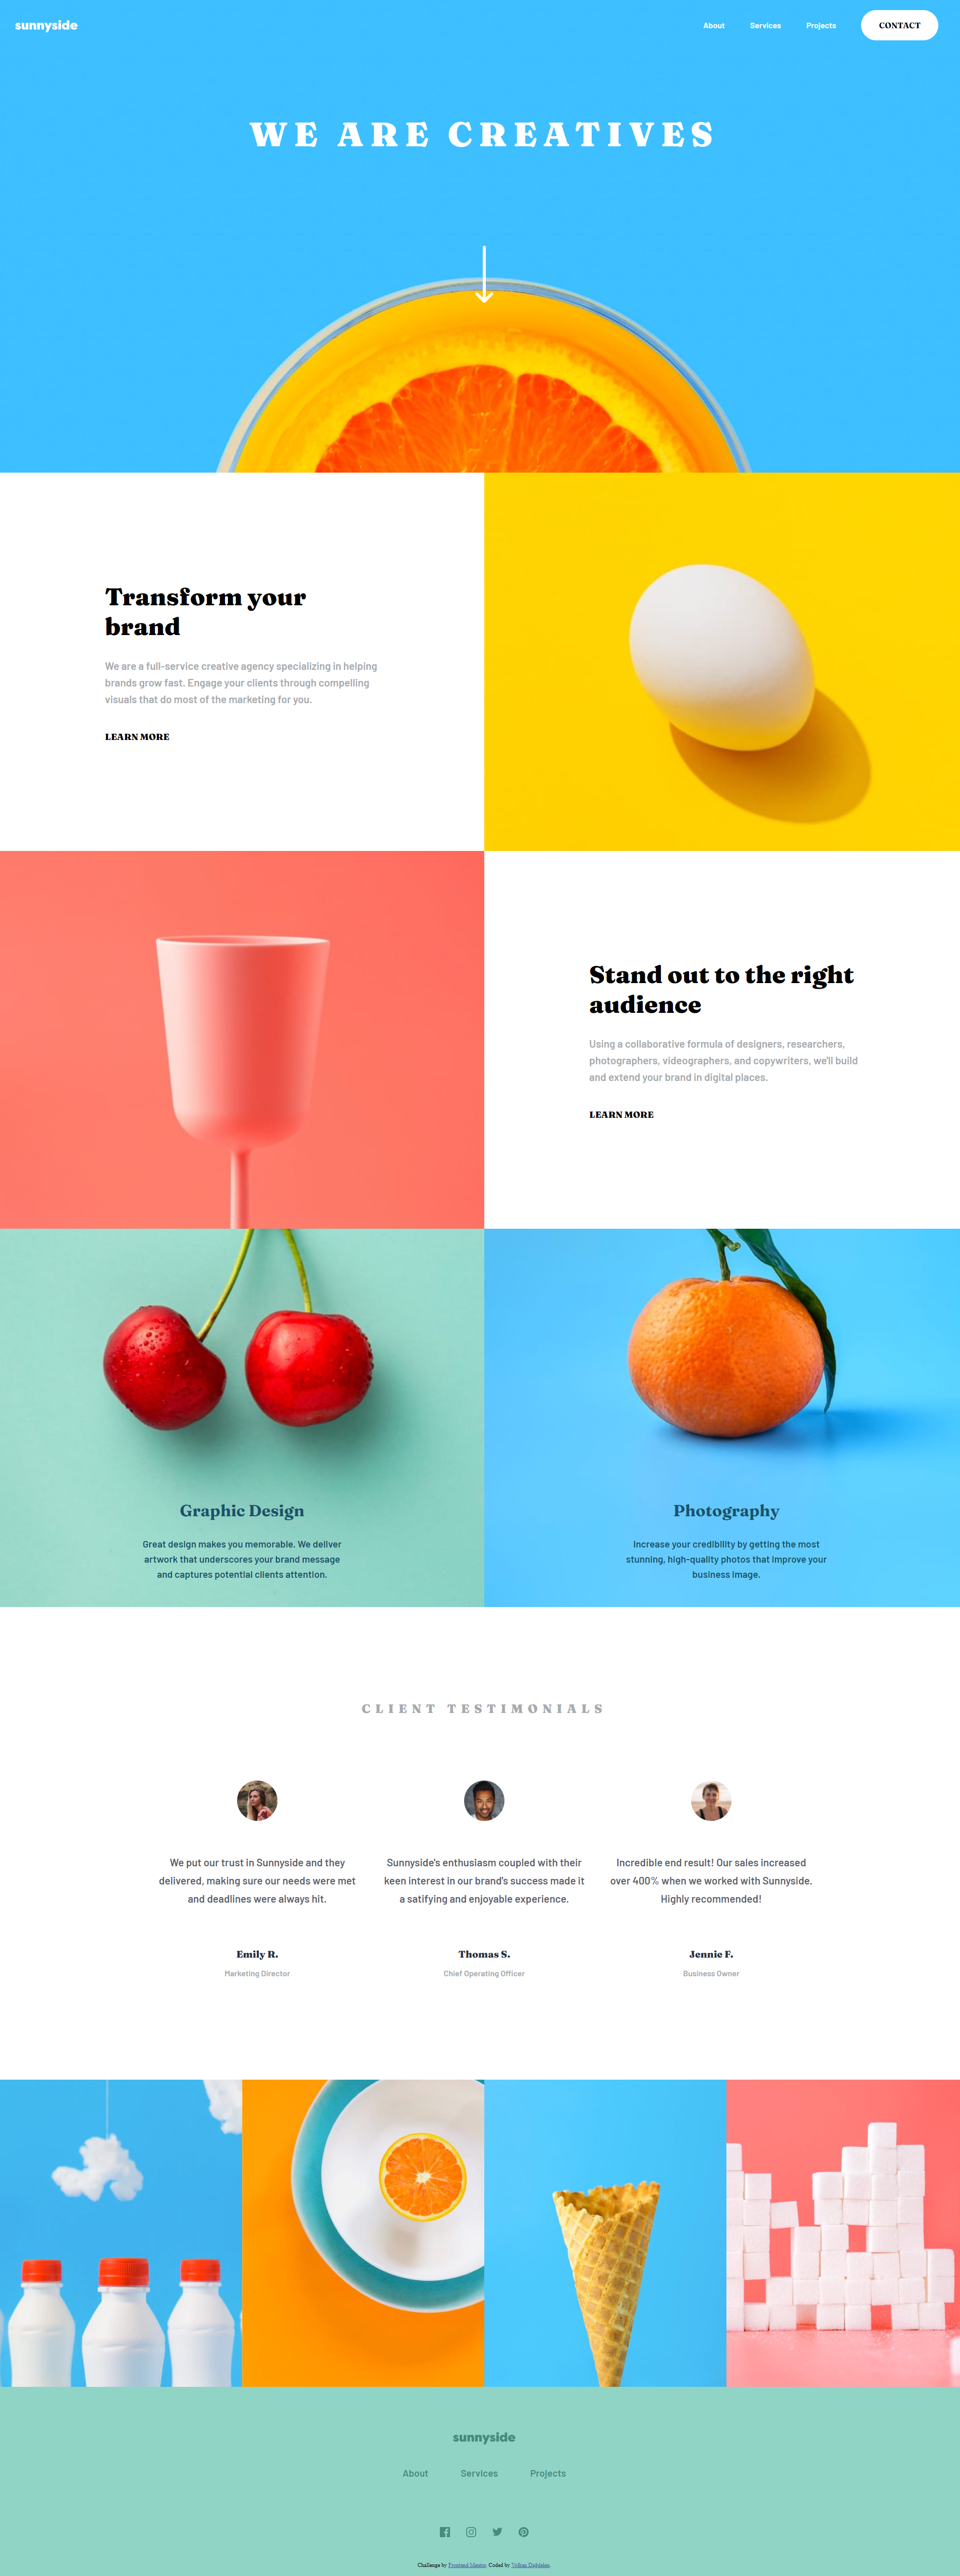 sunnyside
About Services Projects CONTACT
WE ARE CREATIVES
Transform your
brand
We are a full-service creative agency specializing in helping
brands grow fast. Engage your clients through compelling
visuals that do most of the marketing for you.
LEARN MORE
Stand out to the right
audience
Using a collaborative formula of designers, researchers,
photographers, videographers, and copywriters, we'll build
and extend your brand in digital places.
LEARN MORE
Graphic Design
Great design makes you memorable. We deliver
artwork that underscores your brand message
and captures potential clients attention.
Photography
Increase your credibility by getting the most
stunning, high-quality photos that improve your
business image.
CLIENT TESTIMONIALS
We put our trust in Sunnyside and they
delivered, making sure our needs were met
and deadlines were always hit.
Emily R.
Marketing Director
Sunnyside's enthusiasm coupled with their
keen interest in our brand's success made it
a satifying and enjoyable experience.
Thomas S.
Chief Operating Officer
Incredible end result! Our sales increased
over 400% when we worked with Sunnyside.
Highly recommended!
Jennie F.
Business Owner
sunnyside
About Services Projects
Challenge by Frontend Mentor. Coded by Volkan Dağdelen.